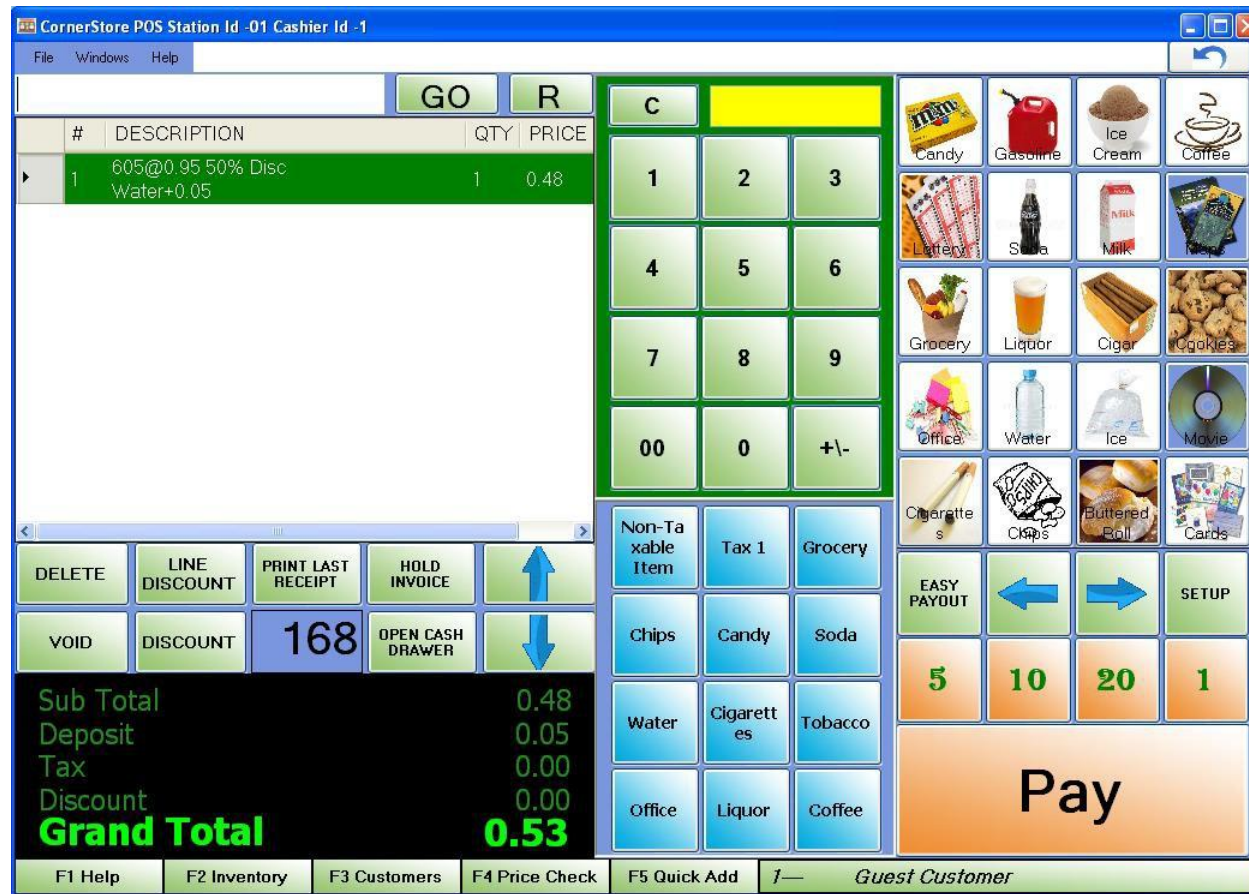 CornerStore POS Station Id -01 Cashier Id -1
File Windows Help
GO R
# DESCRIPTION QTY PRICE
1 605@0.95 50% Disc 1 0.48
Water+0.05
DELETE
LINE
DISCOUNT
PRINT LAST
RECEIPT
HOLD
INVOICE
VOID
DISCOUNT
168
OPEN CASH
DRAWER
Sub Total 0.48
Deposit 0.05
Tax 0.00
Discount 0.00
Grand Total 0.53
C
1 2 3
4 5 6
7 8 9
00 0 +\-
Non-Ta
xable
Item
Tax 1
Grocery
Chips Candy Soda
Water
Cigarett
es
Tobacco
Office Liquor Coffee
m&m
Candy
Gasoline
Ice
Cream
Coffee
Lottery
Soda
Milk
Milk
Maps
Grocery Liquor Cigar Cookies
Office Water Ice Movie
Cigarette
s
CHIPS
Chips
Buttered
Roll
Cards
EASY
PAYOUT
SETUP
5 10 20 1
Pay
F1 Help F2 Inventory F3 Customers F4 Price Check F5 Quick Add 1— Guest Customer